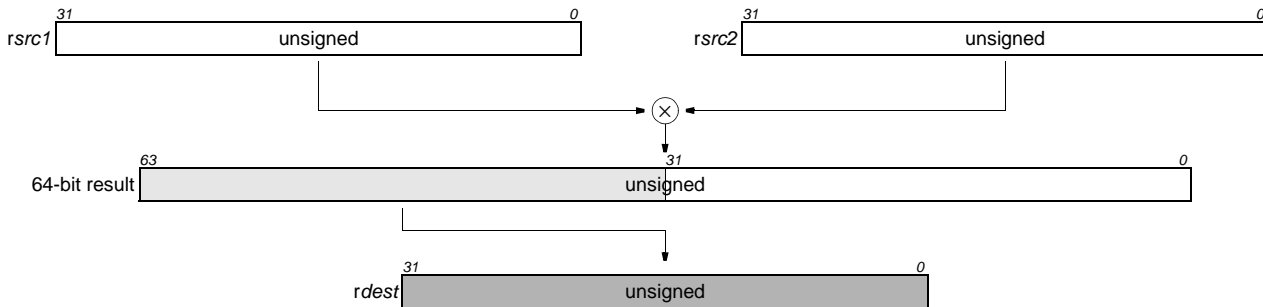 31 0 31 0
rsrc1 unsigned rsrc2 unsigned
×
63 31 0
64-bit result unsigned
31 0
rdest unsigned